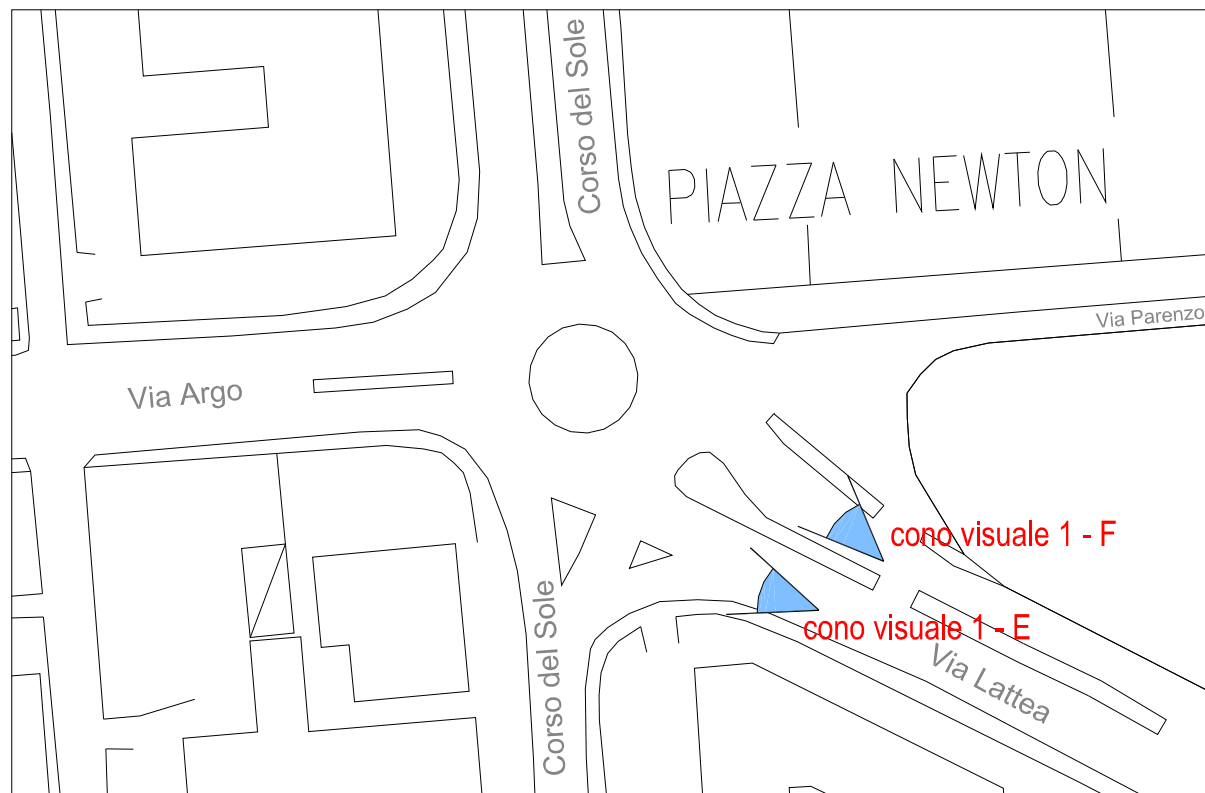 Corso del Sole
PIAZZA NEWTON
Via Parenzo
Via Argo
cono visuale 1 - F
cono visuale 1 - E
Via Lattea
Corso del Sole